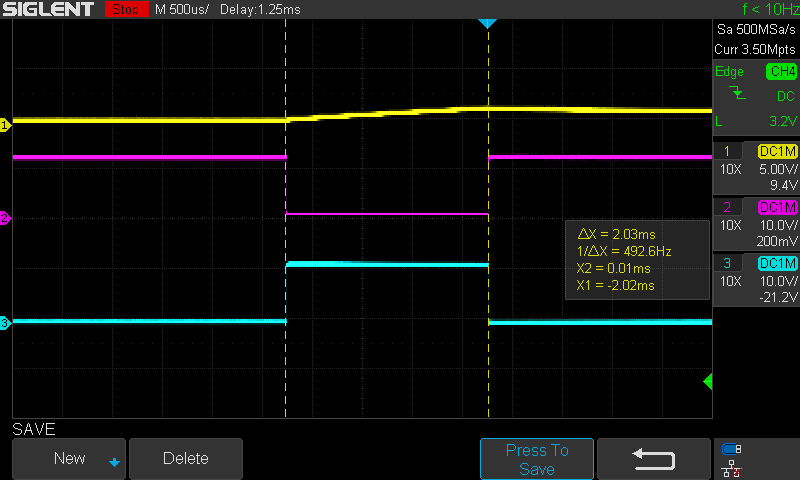 SIGLENT Stop M 500us/ Delay:1.25ms f < 10Hz
Sa 500MSa/s
Curr 3.50Mpts
Edge CH4
DC
L 3.2V
1 DC1M
10X 5.00V/
9.4V
2 DC1M
10X 10.0V/
200mV
3 DC1M
10X 10.0V/
-21.2V
1
2
3
△X = 2.03ms
1/△X = 492.6Hz
X2 = 0.01ms
X1 = -2.02ms
SAVE
New
Delete
Press To
Save